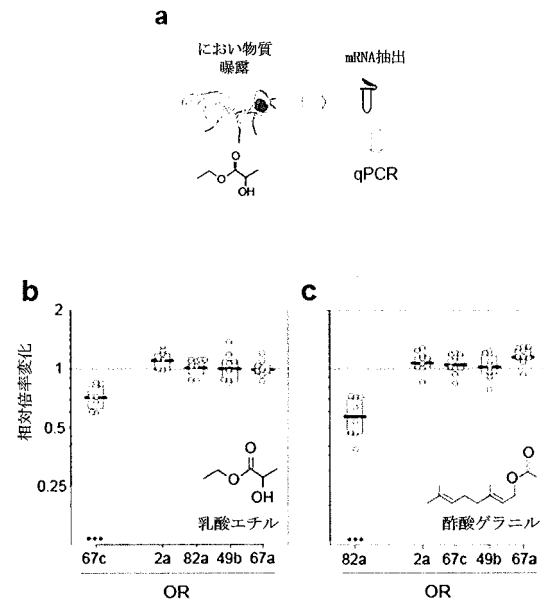 a
におい物質
曝露
mRNA抽出
O
O
OH
qPCR
b
相対倍率変化
2
1
0.5
0.25
O
O
OH
乳酸エチル
•••
67c 2a 82a 49b 67a
OR
c
O
O
酢酸ゲラニル
•••
82a 2a 67c 49b 67a
OR